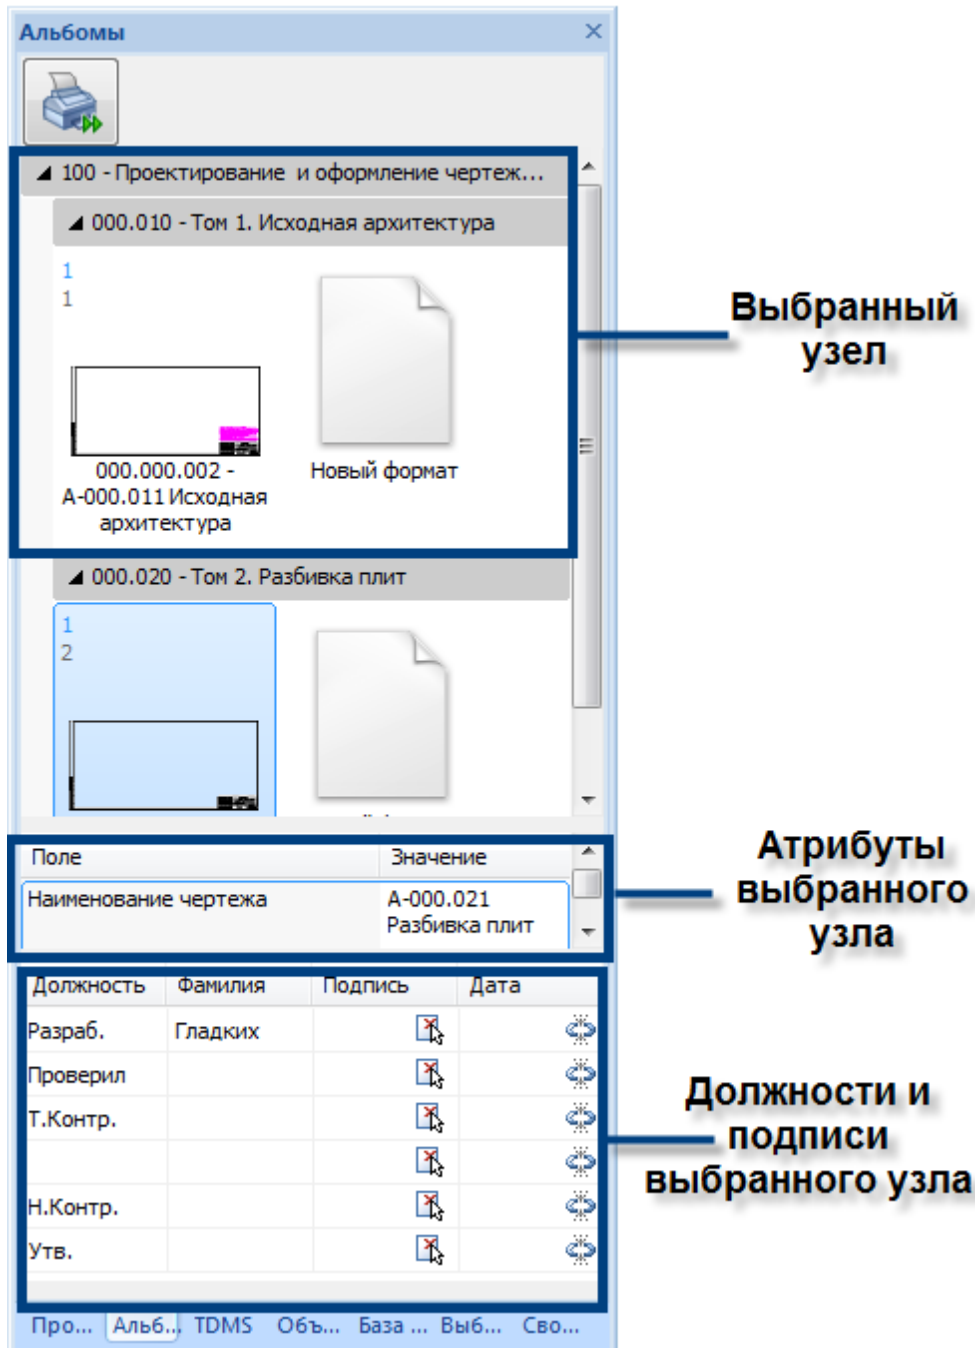 Альбомы
100 - Проектирование и оформление чертеж...
000.010 - Том 1. Исходная архитектура
1
1
000.000.002 -
А-000.011 Исходная
архитектура
Новый формат
Выбранный
узел
000.020 - Том 2. Разбивка плит
1
2
Поле Значение
Наименование чертежа А-000.021
Разбивка плит
Атрибуты
выбранного
узла
Должность Фамилия Подпись Дата
Разраб. Гладких
Проверил
Т.Контр.
Н.Контр.
Утв.
Должности и
подписи
выбранного узла
Про... Альб... TDMS Объ... База ... Выб... Сво...